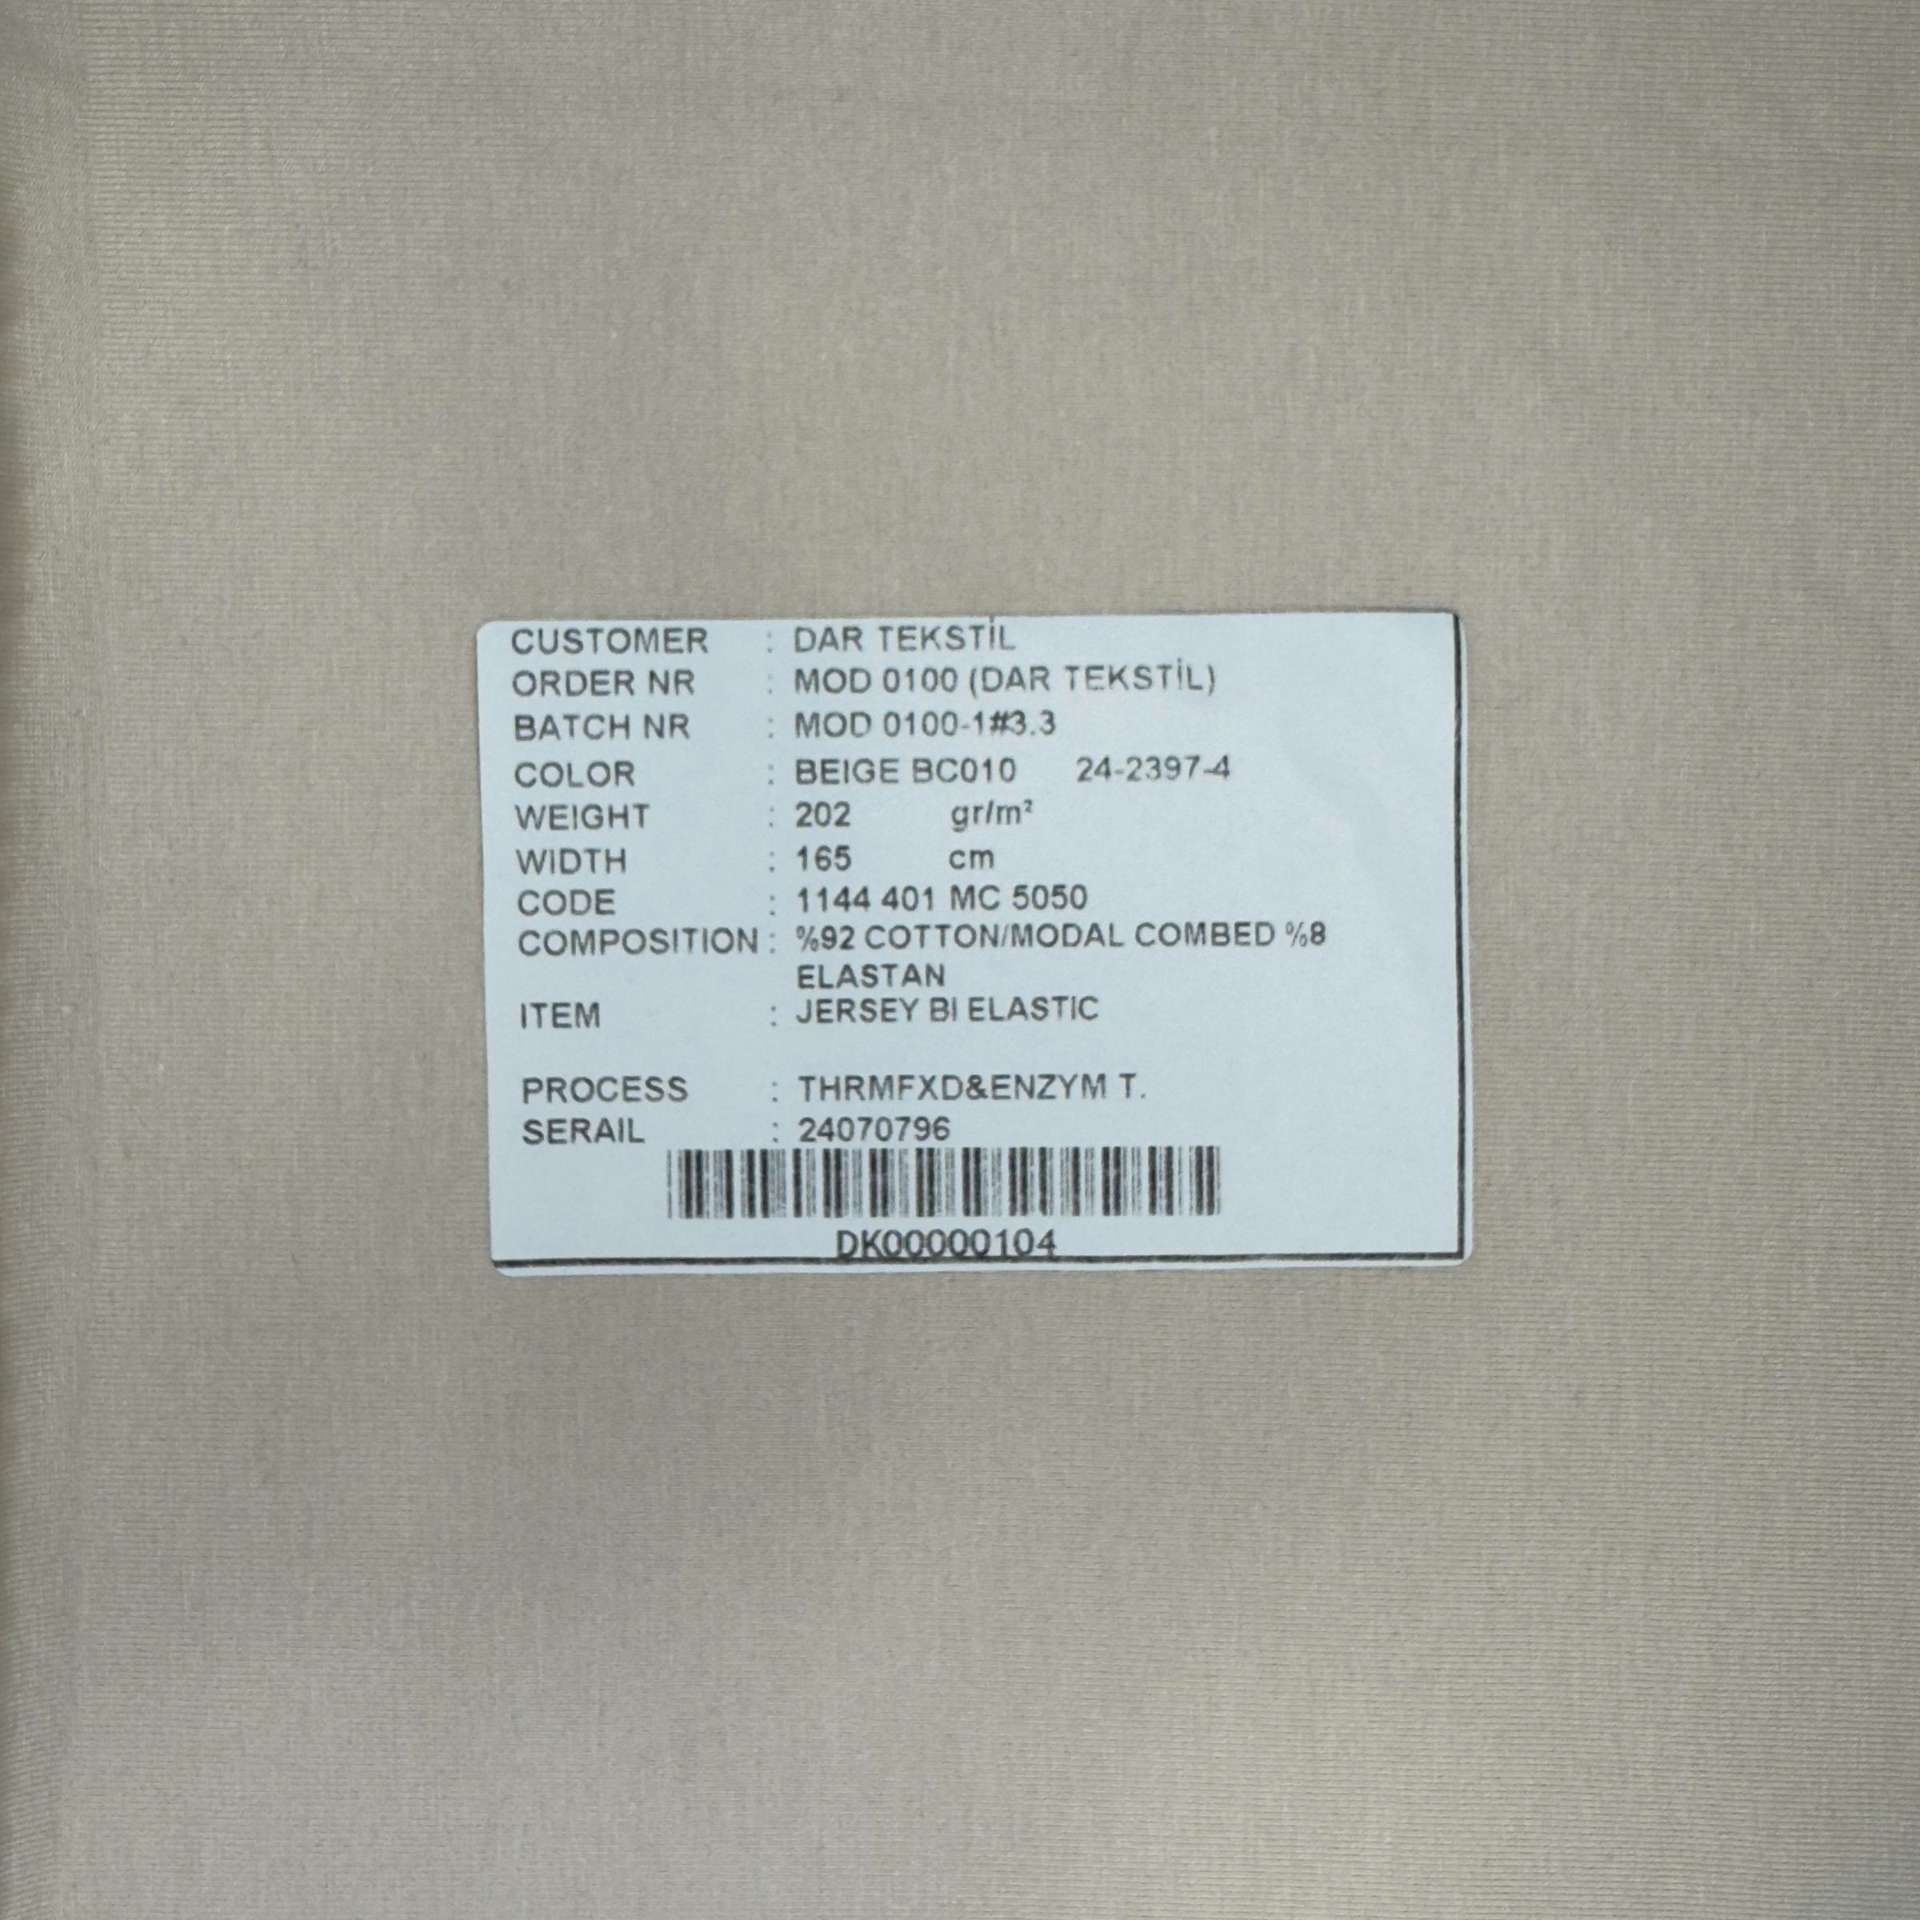 CUSTOMER : DAR TEKSTİL
ORDER NR : MOD 0100 (DAR TEKSTİL)
BATCH NR : MOD 0100-1#3.3
COLOR : BEIGE BC010 24-2397-4
WEIGHT : 202 gr/m²
WIDTH : 165 cm
CODE : 1144 401 MC 5050
COMPOSITION : %92 COTTON/MODAL COMBED %8
ELASTAN
ITEM : JERSEY BI ELASTIC
PROCESS : THRMFXD&ENZYM T.
SERAIL : 24070796
DK00000104